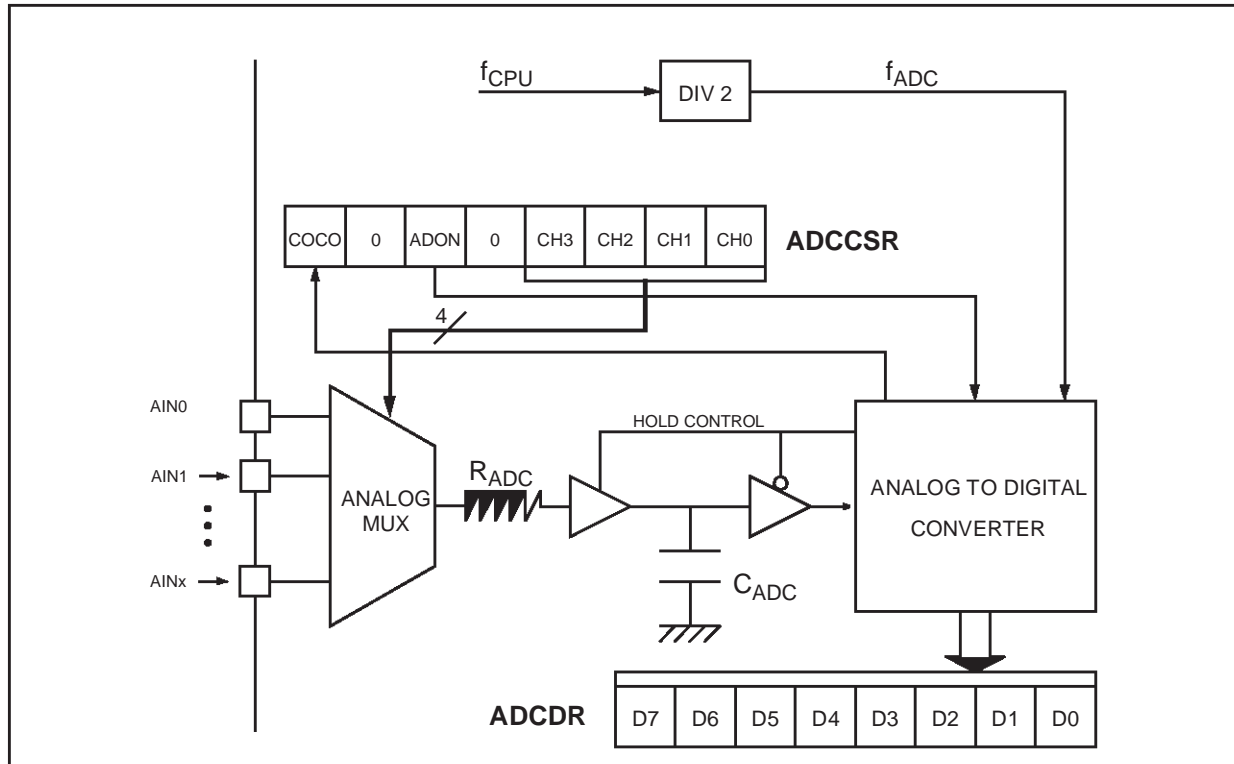 fCPU
DIV 2
fADC
COCO 0 ADON 0 CH3 CH2 CH1 CH0
ADCCSR
4
AIN0
AIN1
AINx
ANALOG
MUX
RADC
HOLD CONTROL
CADC
ANALOG TO DIGITAL
CONVERTER
ADCDR
D7 D6 D5 D4 D3 D2 D1 D0